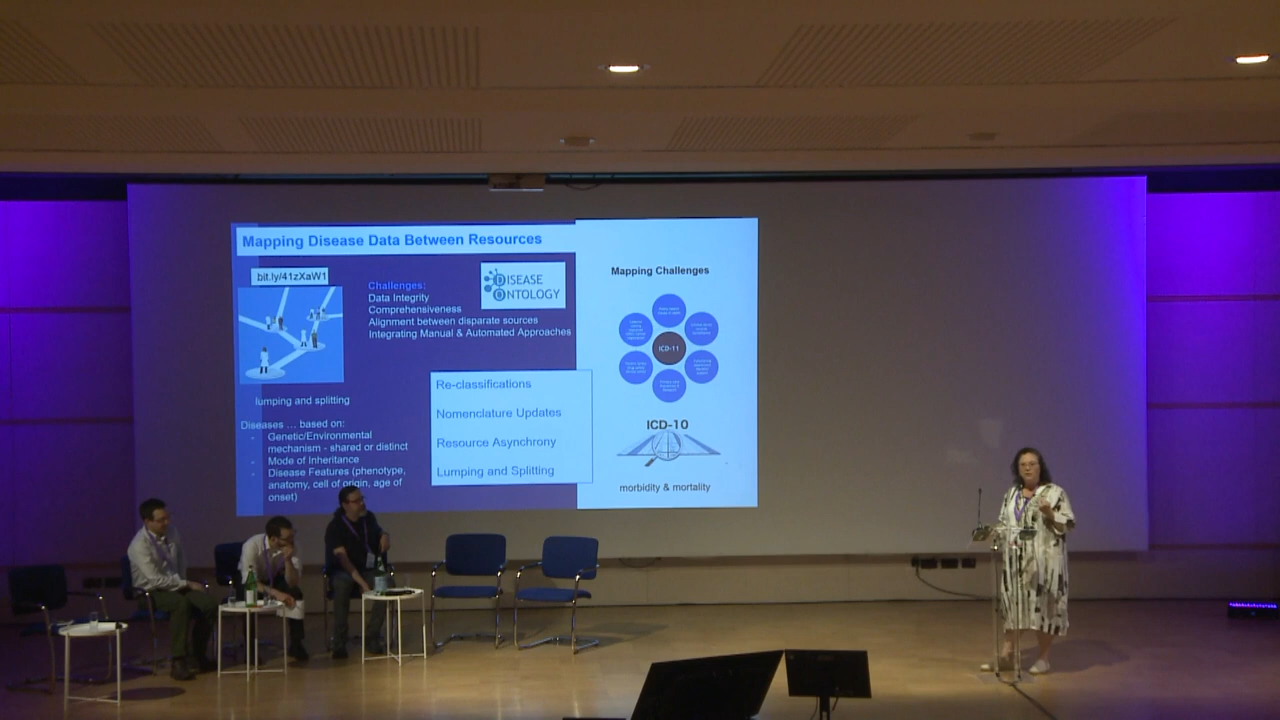 Mapping Disease Data Between Resources
bit.ly/41zXaW1
Challenges:
Data Integrity
Comprehensiveness
Alignment between disparate sources
Integrating Manual & Automated Approaches
DISEASE
ONTOLOGY
lumping and splitting
Diseases ... based on:
- Genetic/Environmental
mechanism - shared or distinct
- Mode of Inheritance
- Disease Features (phenotype,
anatomy, cell of origin, age of
onset)
Re-classifications
Nomenclature Updates
Resource Asynchrony
Lumping and Splitting
Mapping Challenges
ICD-11
ICD-10
morbidity & mortality